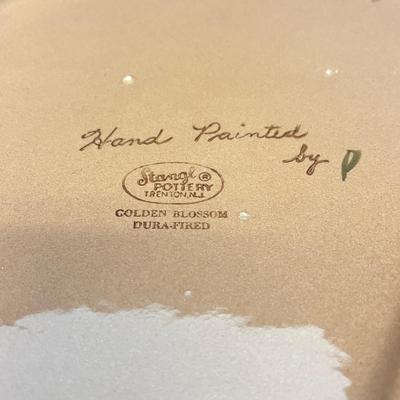 Hand Painted
by P
Stangl ®
POTTERY
TRENTON, N.J.
GOLDEN BLOSSOM
DURA-FIRED